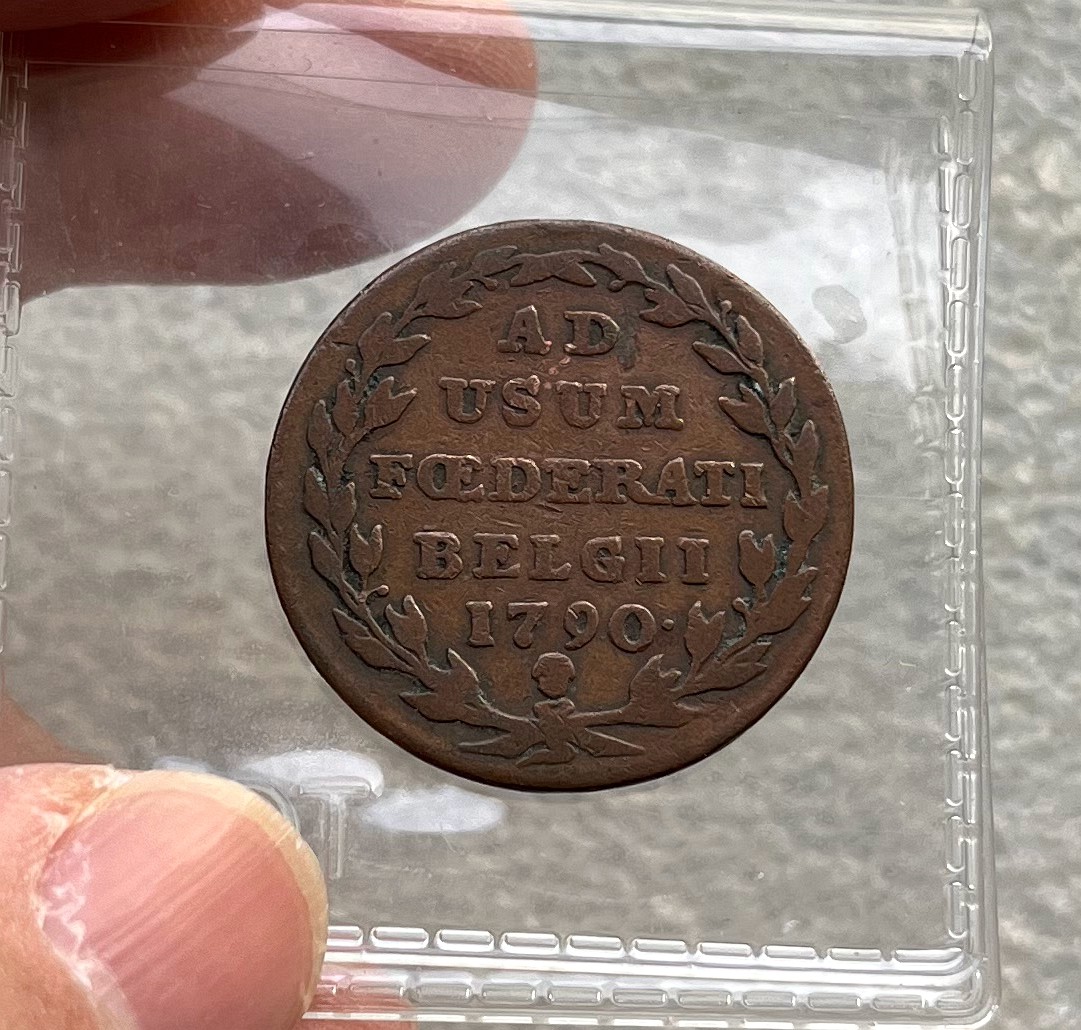 AD
USUM
FŒDERATI
BELGII
1790·